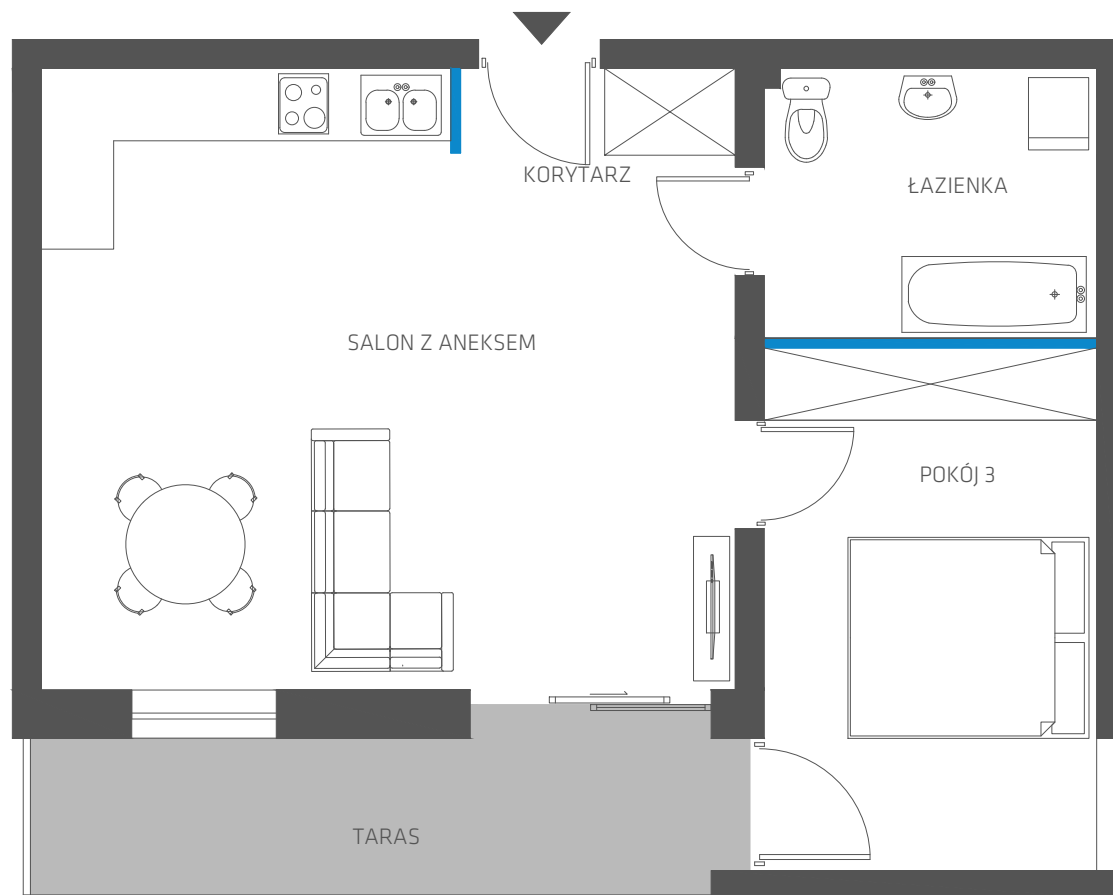 KORYTARZ
ŁAZIENKA
SALON Z ANEKSEM
POKÓJ 3
TARAS